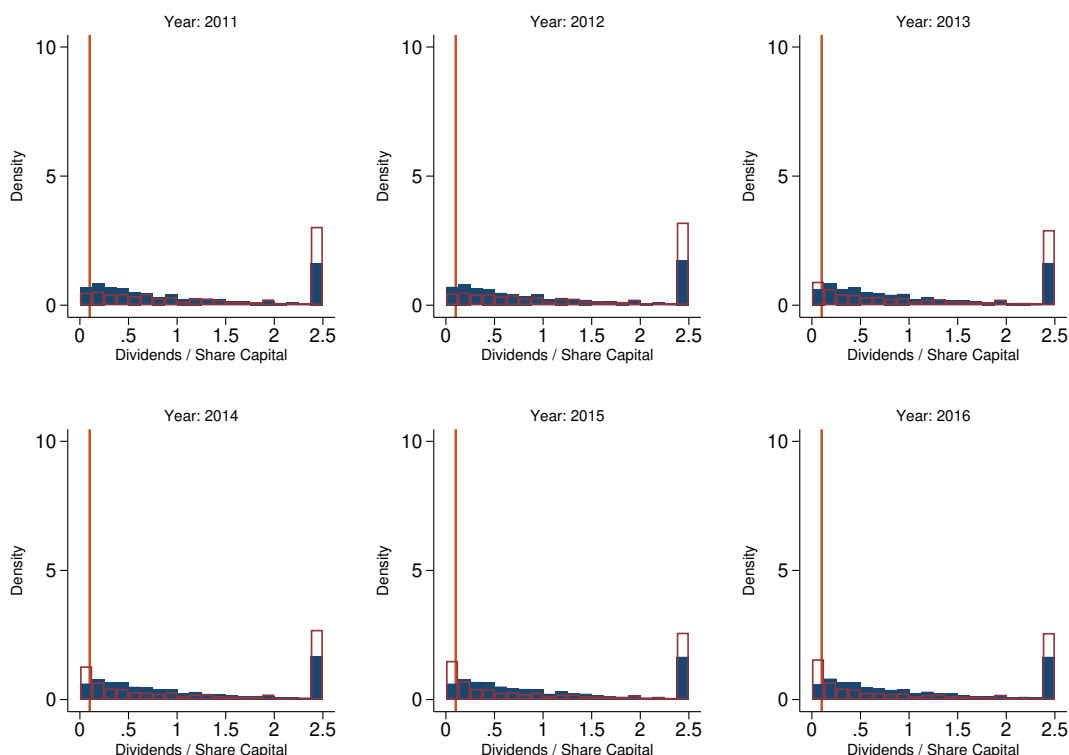 Year: 2011
10
5
0
Density
0 .5 1 1.5 2 2.5
Dividends / Share Capital
Year: 2012
10
5
0
Density
0 .5 1 1.5 2 2.5
Dividends / Share Capital
Year: 2013
10
5
0
Density
0 .5 1 1.5 2 2.5
Dividends / Share Capital
Year: 2014
10
5
0
Density
0 .5 1 1.5 2 2.5
Dividends / Share Capital
Year: 2015
10
5
0
Density
0 .5 1 1.5 2 2.5
Dividends / Share Capital
Year: 2016
10
5
0
Density
0 .5 1 1.5 2 2.5
Dividends / Share Capital